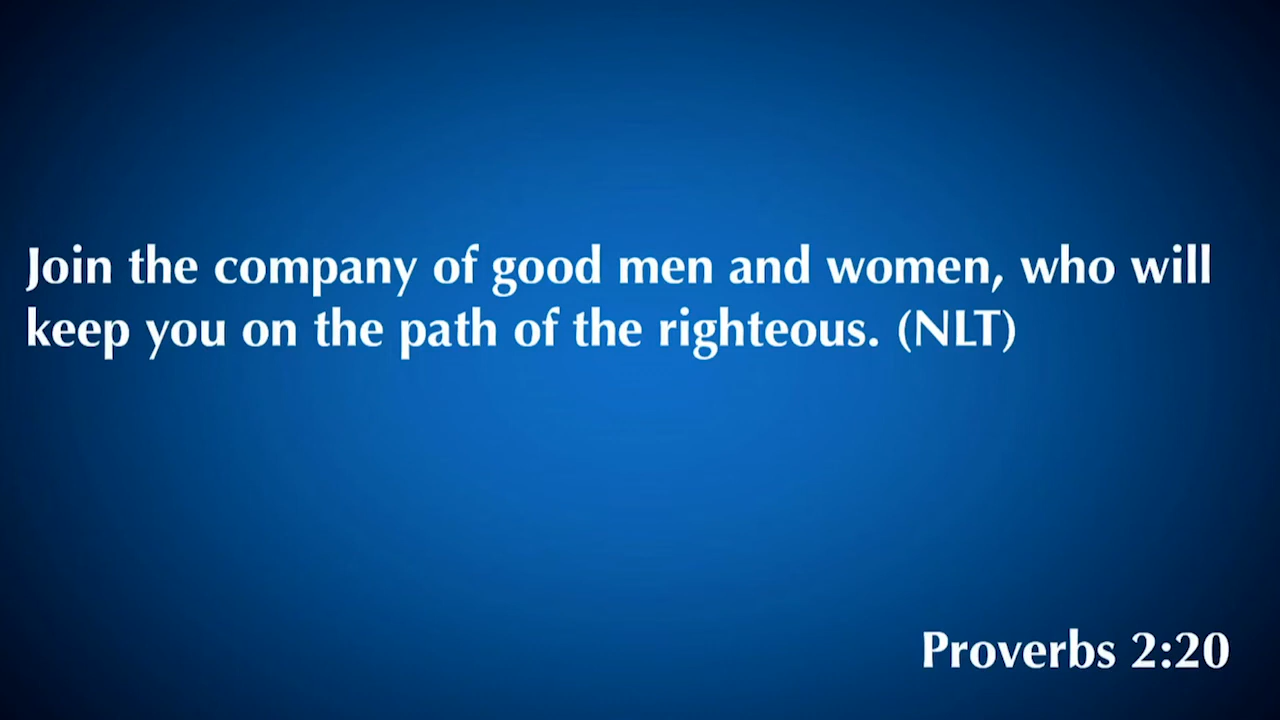 Join the company of good men and women, who will
keep you on the path of the righteous. (NLT)
Proverbs 2:20